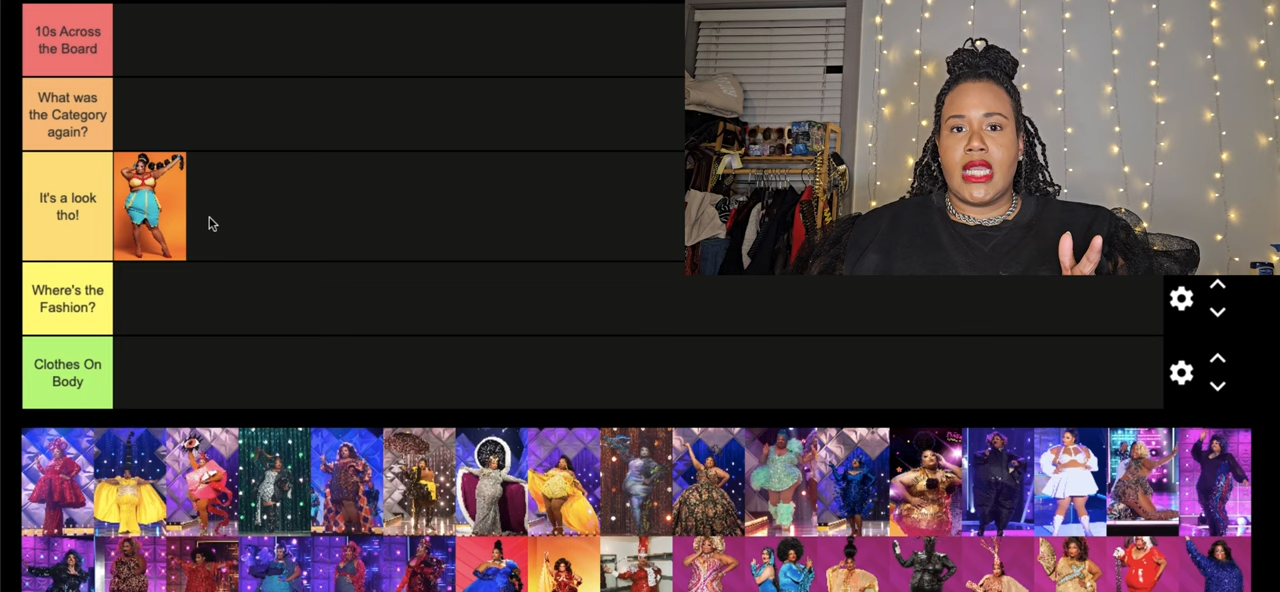 10s Across
the Board
What was
the Category
again?
It's a look
tho!
Where's the
Fashion?
Clothes On
Body